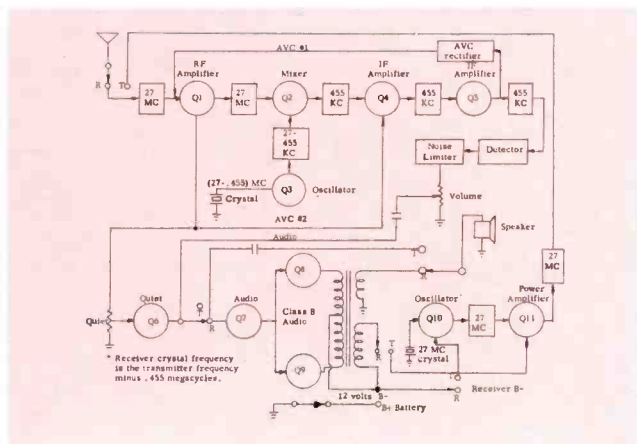 AVC #1
AVC
rectifier
RF
Amplifier
Mixer
IF
Amplifier
IF
Amplifier
R
T
27
MC
Q1
27
MC
Q2
455
KC
Q4
455
KC
Q5
455
KC
27-
455
KC
Noise
Limiter
Detector
(27-.455) MC
Crystal
Q3
Oscillator
Volume
AVC #2
Audio
Speaker
T
R
27
MC
Quiet
Quiet
Q6
T
R
Audio
Q7
Q8
Class B
Audio
Q9
Oscillator
Q10
27
MC
Power
Amplifier
Q11
27 MC
crystal
T
R
T
R
Receiver B-
* Receiver crystal frequency
is the transmitter frequency
minus .455 megacycles.
12 volts
B-
B+ Battery